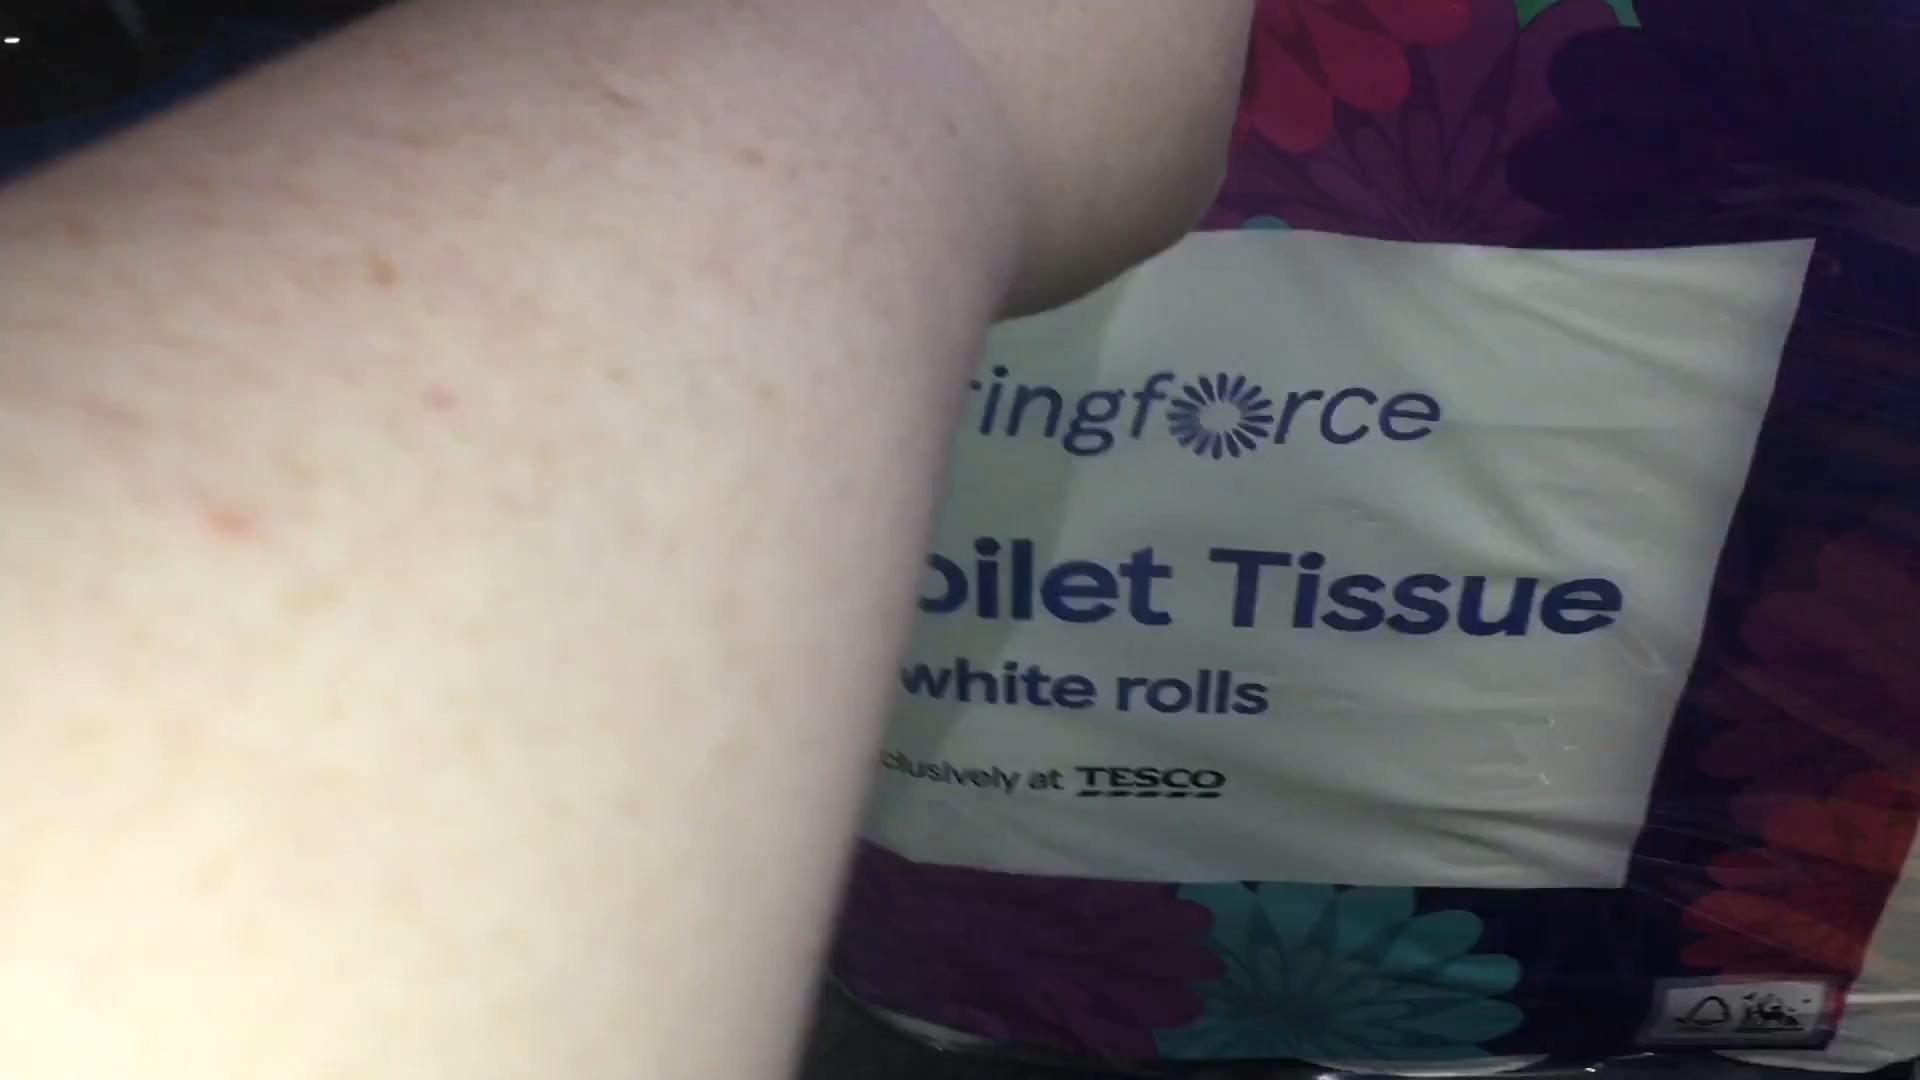 ringforce
oilet Tissue
white rolls
clusively at TESCO